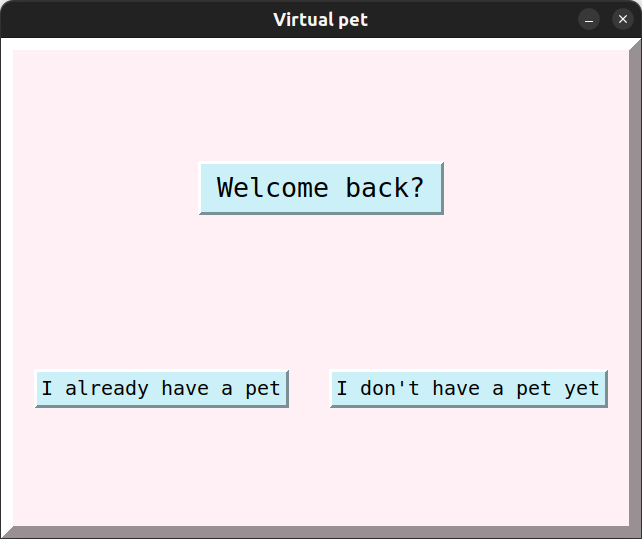 Virtual pet
Welcome back?
I already have a pet
I don't have a pet yet